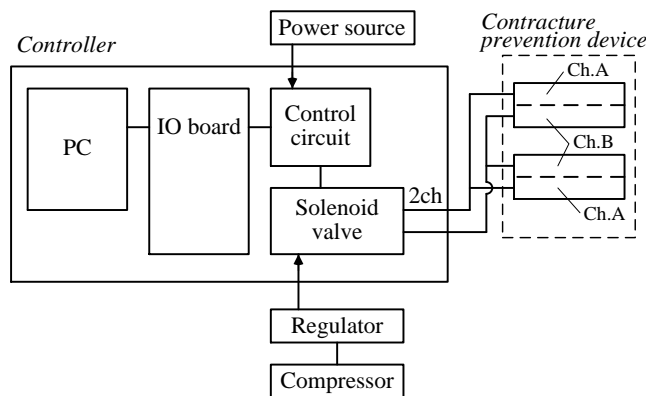 Controller
Power source
Contracture
prevention device
PC
IO board
Control
circuit
Ch.A
Ch.B
Ch.A
2ch
Solenoid
valve
Regulator
Compressor